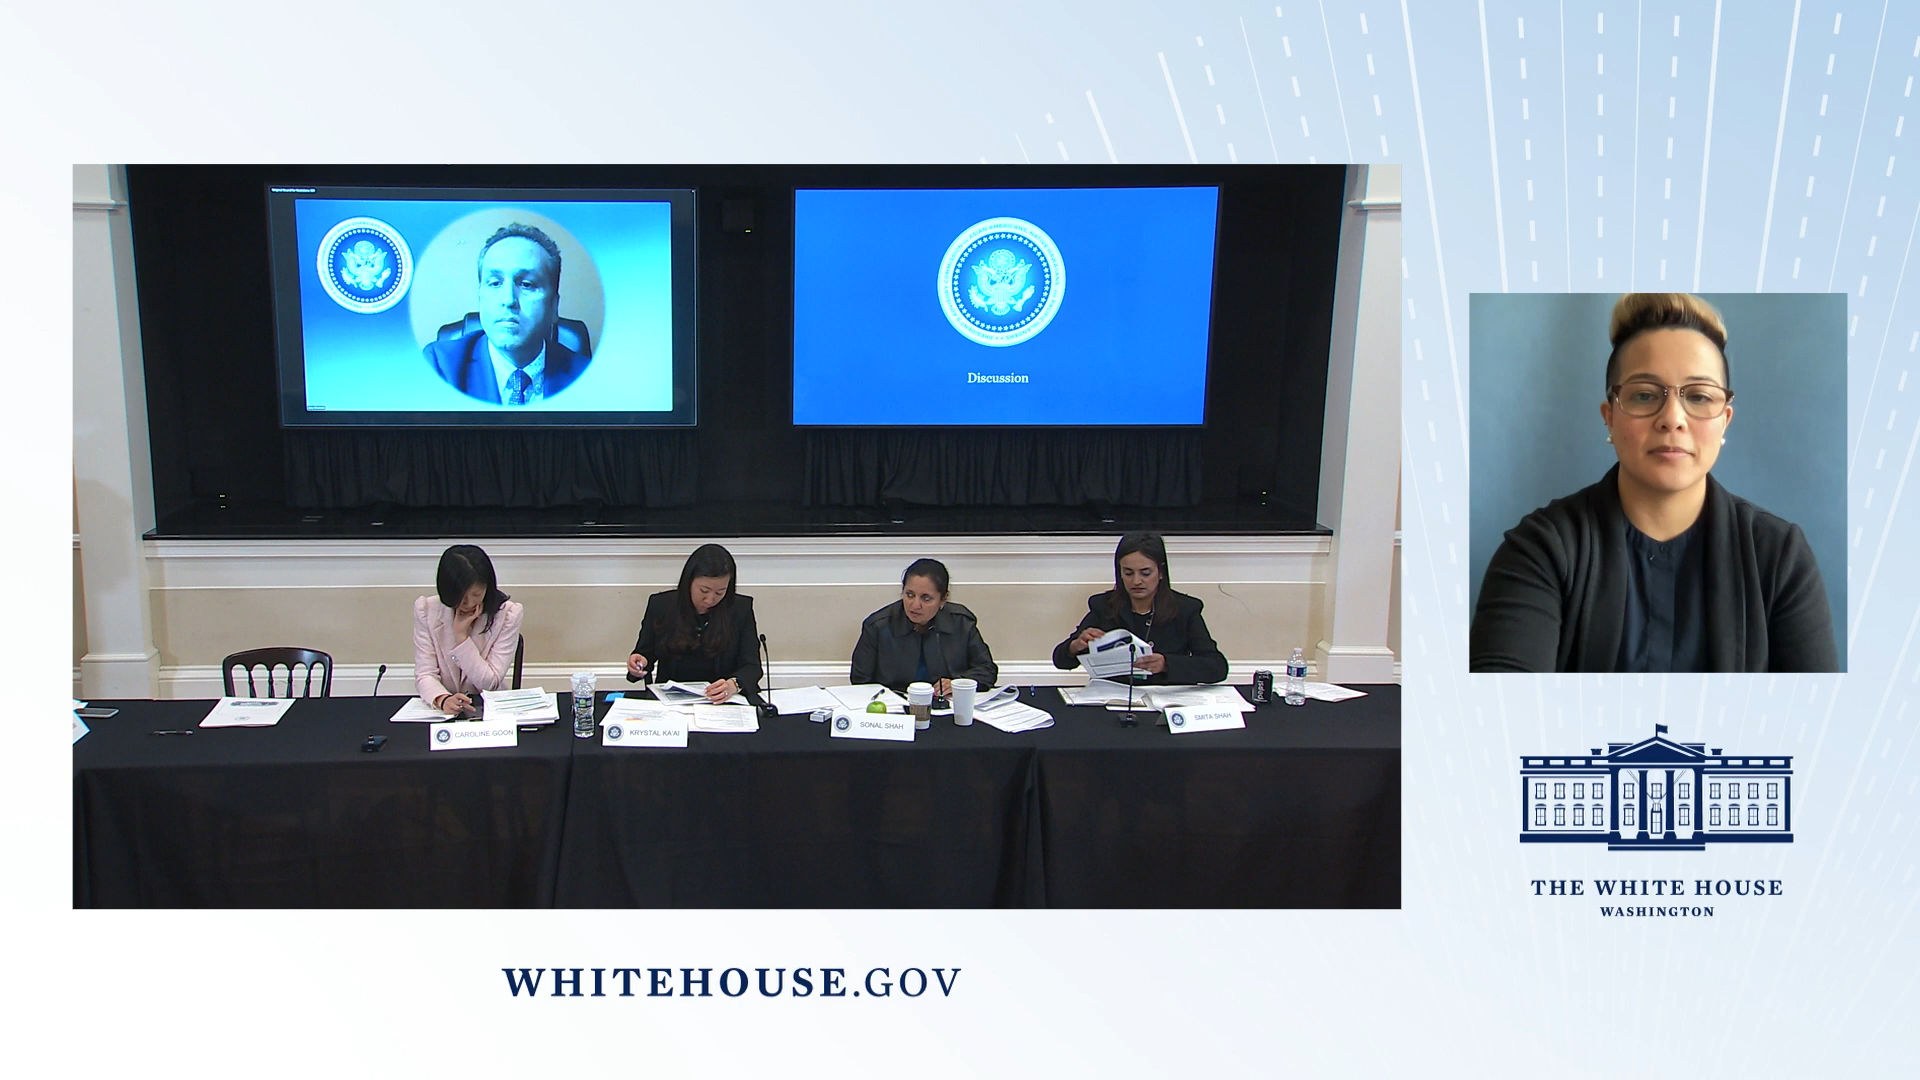 Discussion
CAROLINE GOON
KRYSTAL KA'AI
SONAL SHAH
SMITA SHAH
THE WHITE HOUSE
WASHINGTON
WHITEHOUSE.GOV